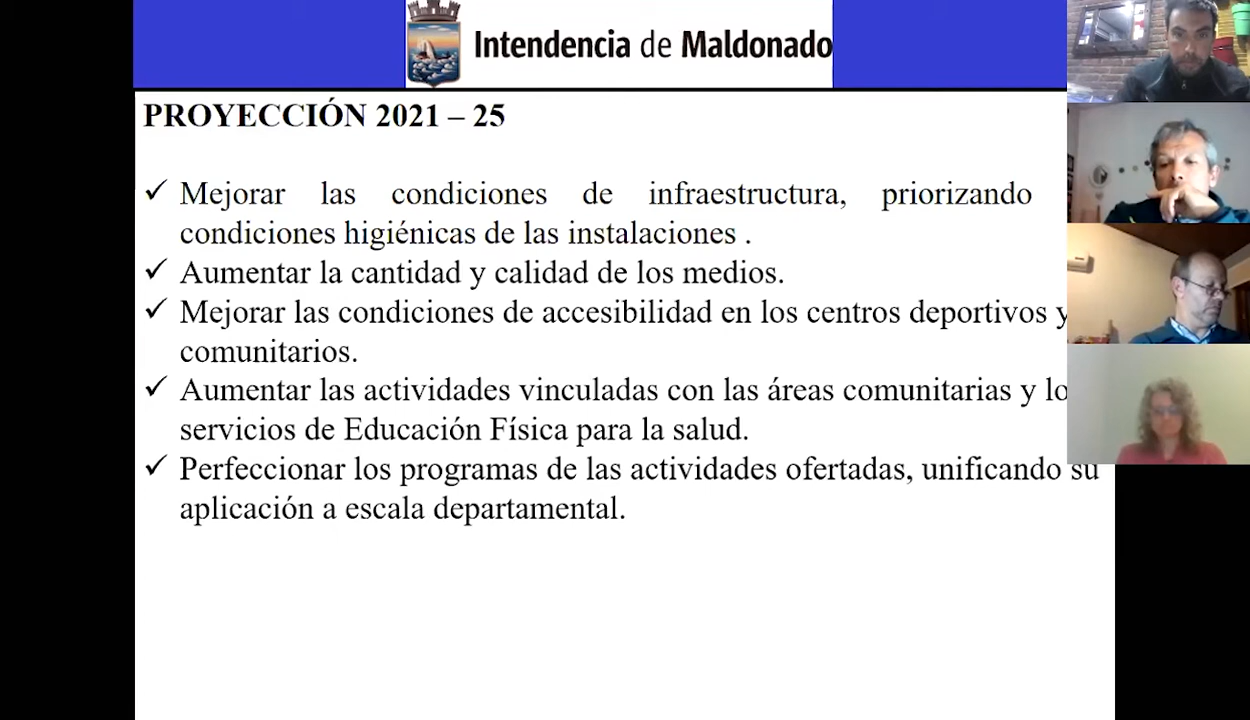 Intendencia de Maldonado
PROYECCIÓN 2021 – 25
✓ Mejorar las condiciones de infraestructura, priorizando
condiciones higiénicas de las instalaciones .
✓ Aumentar la cantidad y calidad de los medios.
✓ Mejorar las condiciones de accesibilidad en los centros deportivos y
comunitarios.
✓ Aumentar las actividades vinculadas con las áreas comunitarias y lo
servicios de Educación Física para la salud.
✓ Perfeccionar los programas de las actividades ofertadas, unificando su
aplicación a escala departamental.